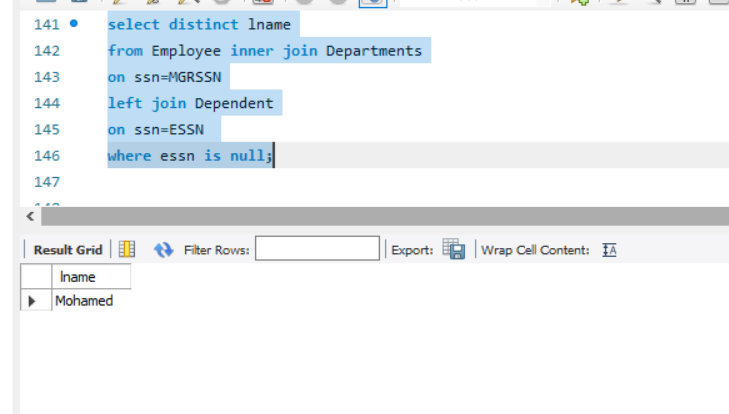 141 select distinct lname
142 from Employee inner join Departments
143 on ssn=MGRSSN
144 left join Dependent
145 on ssn=ESSN
146 where essn is null;
147
Result Grid Filter Rows: Export: Wrap Cell Content:
lname
Mohamed